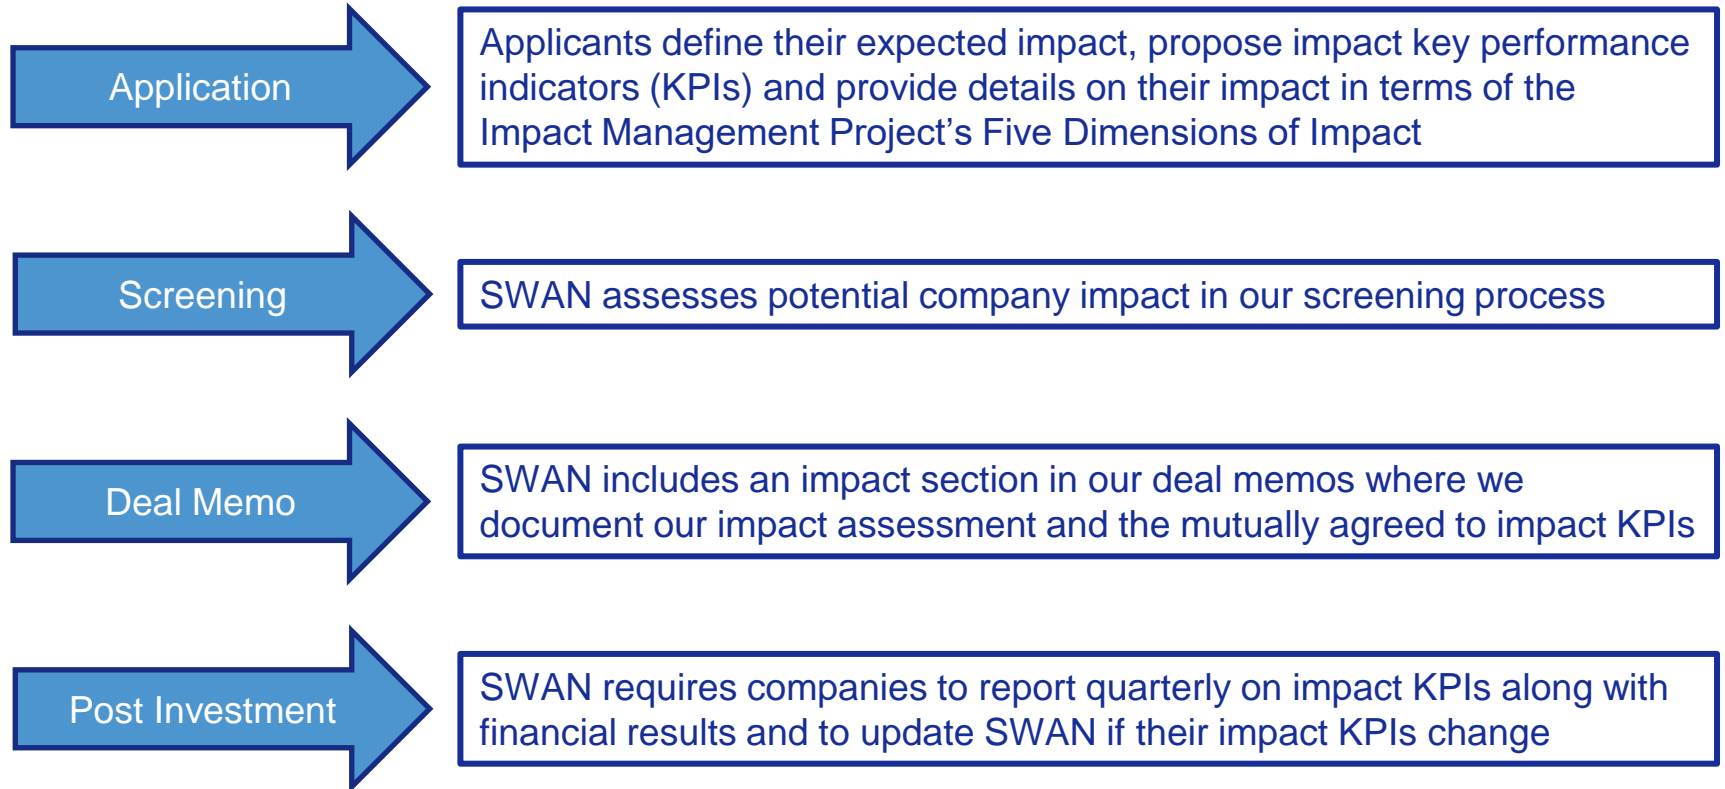 Application
Applicants define their expected impact, propose impact key performance
indicators (KPIs) and provide details on their impact in terms of the
Impact Management Project’s Five Dimensions of Impact
Screening
SWAN assesses potential company impact in our screening process
Deal Memo
SWAN includes an impact section in our deal memos where we
document our impact assessment and the mutually agreed to impact KPIs
Post Investment
SWAN requires companies to report quarterly on impact KPIs along with
financial results and to update SWAN if their impact KPIs change